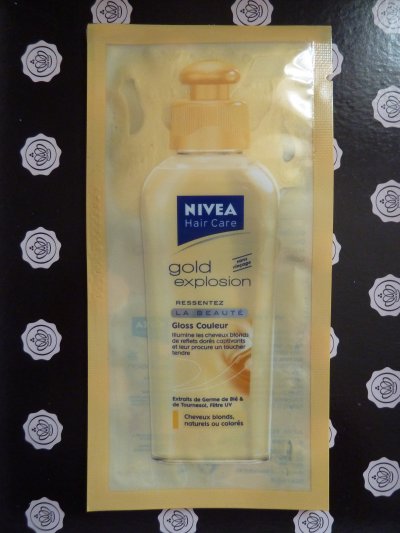 NIVEA
Hair Care
gold
sans
rinçage
explosion
RESSENTEZ
LA BEAUTÉ
Gloss Couleur
Illumine les cheveux blonds
de reflets dorés captivants
et leur procure un toucher
tendre
Extraits de Germe de Blé &
de Tournesol, Filtre UV
Cheveux blonds,
naturels ou colorés